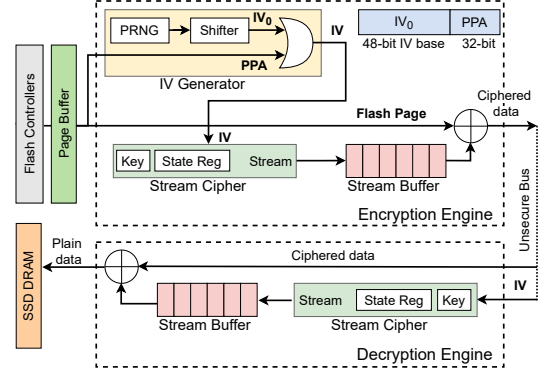 PRNG
Shifter
IV0
IV
PPA
IV Generator
IV0
PPA
48-bit IV base
32-bit
Flash Controllers
Page Buffer
Flash Page
Ciphered
data
IV
Key
State Reg
Stream
Stream Cipher
Stream Buffer
Encryption Engine
Unsecure Bus
SSD DRAM
Plain
data
Ciphered data
IV
Stream
State Reg
Key
Stream Buffer
Stream Cipher
Decryption Engine